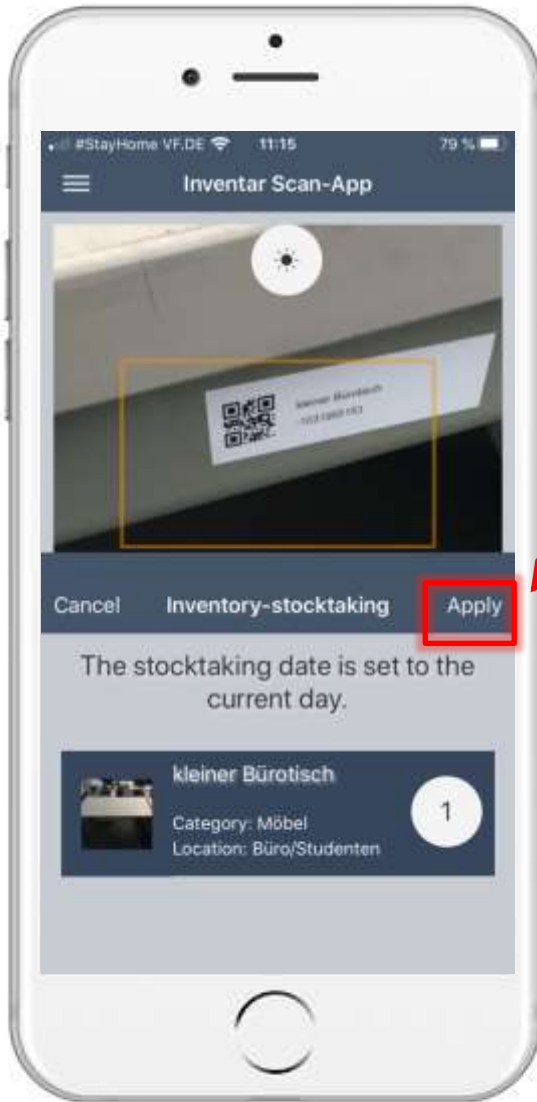 #StayHome VF.DE 11:15 79 %
Inventar Scan-App
kleiner Bürotisch
Cancel Inventory-stocktaking Apply
The stocktaking date is set to the
current day.
kleiner Bürotisch
1
Category: Möbel
Location: Büro/Studenten